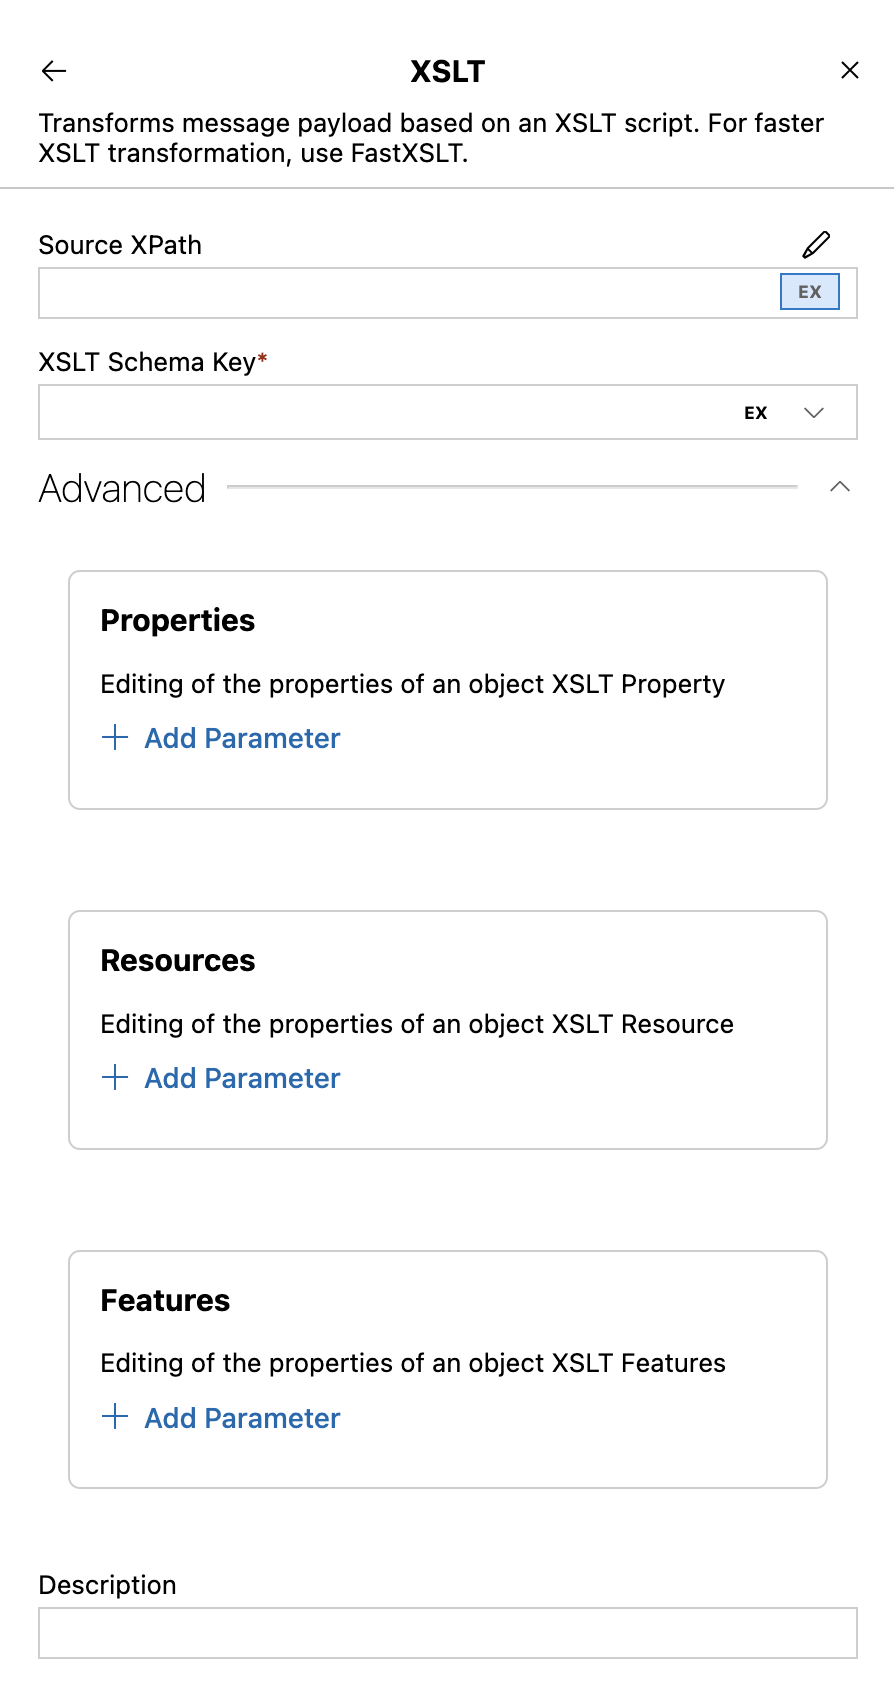 XSLT
Transforms message payload based on an XSLT script. For faster
XSLT transformation, use FastXSLT.
Source XPath
EX
XSLT Schema Key*
EX
Advanced
Properties
Editing of the properties of an object XSLT Property
Add Parameter
Resources
Editing of the properties of an object XSLT Resource
Add Parameter
Features
Editing of the properties of an object XSLT Features
Add Parameter
Description